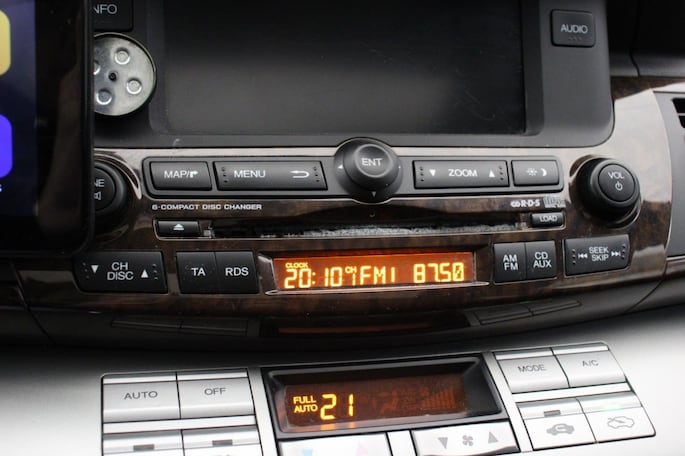 INFO
AUDIO
MAP/
MENU
ENT
ZOOM
VOL
6-COMPACT DISC CHANGER
R·D·S
LOAD
CH
DISC
TA
RDS
CLOCK
20:10 CH FM1 87.50
AM
FM
CD
AUX
SEEK
SKIP
AUTO
OFF
FULL
AUTO
21
MODE
A/C